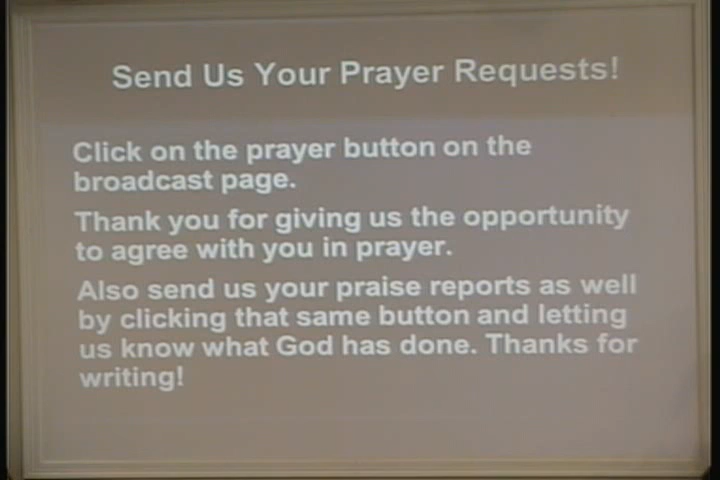 Send Us Your Prayer Requests!
Click on the prayer button on the
broadcast page.
Thank you for giving us the opportunity
to agree with you in prayer.
Also send us your praise reports as well
by clicking that same button and letting
us know what God has done. Thanks for
writing!